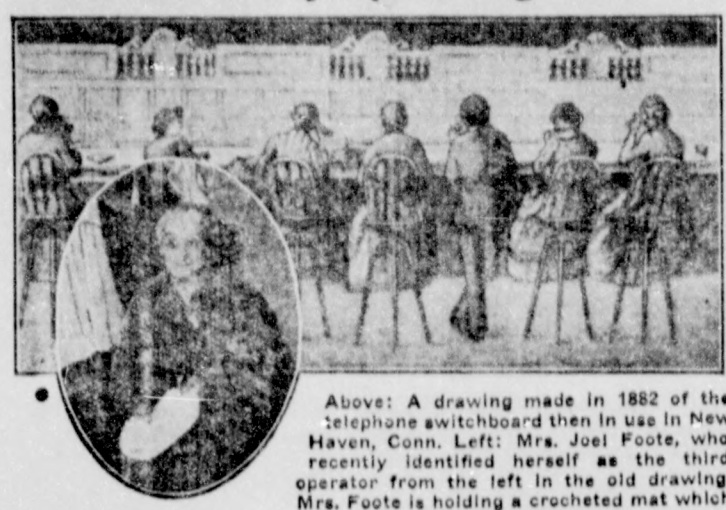 Above: A drawing made in 1882 of the
telephone switchboard then in use in New
Haven, Conn. Left: Mrs. Joel Foote, who
recently identified herself as the third
operator from the left in the old drawing.
Mrs. Foote is holding a crocheted mat which